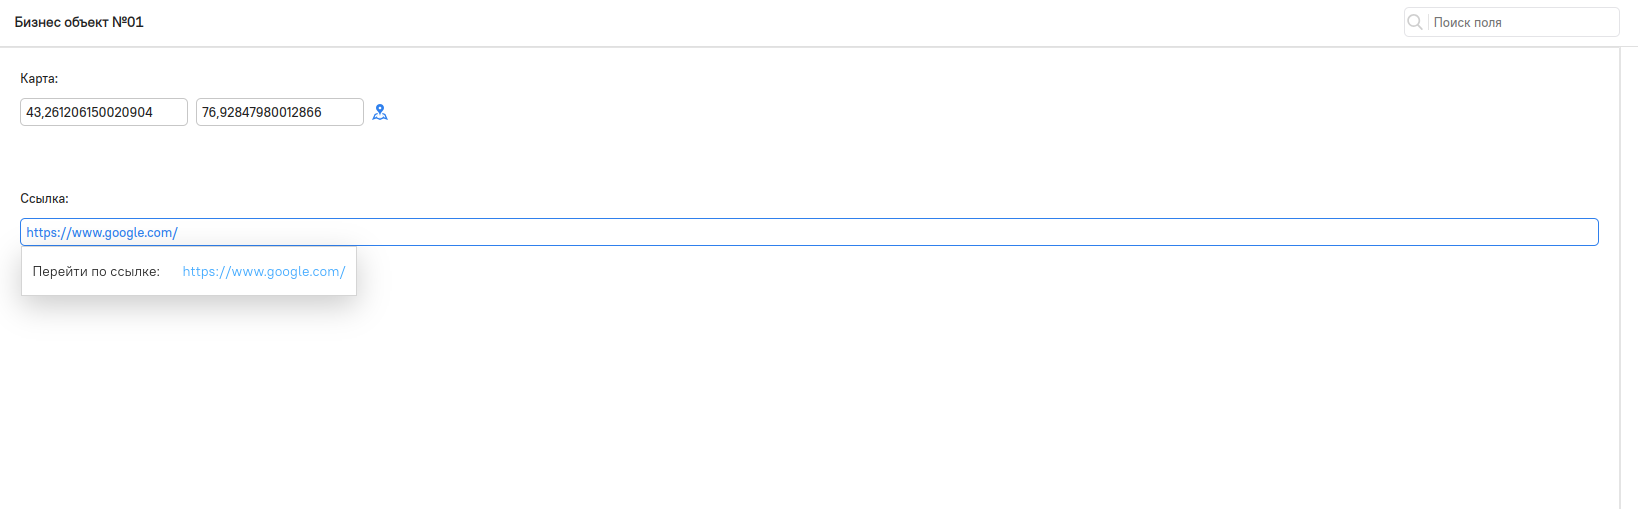 Бизнес объект №01
Поиск поля
Карта:
43,261206150020904 76,92847980012866
Ссылка:
https://www.google.com/
Перейти по ссылке: https://www.google.com/